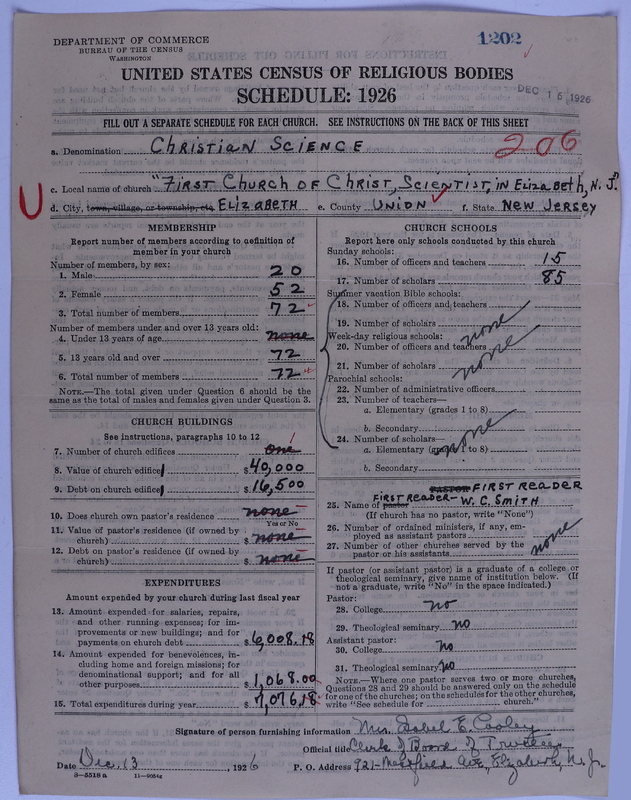 DEPARTMENT OF COMMERCE
BUREAU OF THE CENSUS
WASHINGTON
1202
UNITED STATES CENSUS OF RELIGIOUS BODIES
SCHEDULE: 1926
DEC 16 1926
FILL OUT A SEPARATE SCHEDULE FOR EACH CHURCH. SEE INSTRUCTIONS ON THE BACK OF THIS SHEET
a. Denomination CHRISTIAN SCIENCE
206
c. Local name of church "FIRST CHURCH OF CHRIST, SCIENTIST, IN ELIZABETH, N. J."
U
d. City, town, village, or township, etc. ELIZABETH e. County UNION f. State NEW JERSEY
MEMBERSHIP
Report number of members according to definition of
member in your church
Number of members, by sex:
1. Male 20
2. Female 52
3. Total number of members 72
Number of members under and over 13 years old:
4. Under 13 years of age none
5. 13 years old and over 72
6. Total number of members 72
NOTE.—The total given under Question 6 should be the
same as the total of males and females given under Question 3.
CHURCH BUILDINGS
See instructions, paragraphs 10 to 12
7. Number of church edifices one 1
8. Value of church edifice $ 40,000
9. Debt on church edifice $ 16,500
10. Does church own pastor's residence? none
Yes or No
11. Value of pastor's residence (if owned by
church) $ none
12. Debt on pastor's residence (if owned by
church) $ none
EXPENDITURES
Amount expended by your church during last fiscal year
13. Amount expended for salaries, repairs,
and other running expenses; for im-
provements or new buildings; and for
payments on church debt $ 6,008.18
14. Amount expended for benevolences, in-
cluding home and foreign missions; for
denominational support; and for all
other purposes $ 1,068.00
15. Total expenditures during year $ 7,076.18
CHURCH SCHOOLS
Report here only schools conducted by this church
Sunday schools:
16. Number of officers and teachers 15
17. Number of scholars 85
Summer vacation Bible schools:
18. Number of officers and teachers
19. Number of scholars none
Week-day religious schools:
20. Number of officers and teachers
21. Number of scholars none
Parochial schools:
22. Number of administrative officers
23. Number of teachers—
a. Elementary (grades 1 to 8)
b. Secondary
24. Number of scholars— none
a. Elementary (grades 1 to 8)
b. Secondary
PASTOR FIRST READER
25. Name of pastor FIRST READER— W. C. SMITH
(If church has no pastor, write "None")
26. Number of ordained ministers, if any, em-
ployed as assistant pastors
27. Number of other churches served by the
pastor or his assistants none
If pastor (or assistant pastor) is a graduate of a college or
theological seminary, give name of institution below. (If
not a graduate, write "No" in the space indicated.)
Pastor:
28. College no
29. Theological seminary no
Assistant pastor:
30. College no
31. Theological seminary no
NOTE.—Where one pastor serves two or more churches,
Questions 28 and 29 should be answered only on the schedule
for one of the churches; on the schedules for the other churches,
write "See schedule for church."
Signature of person furnishing information Mrs. Isabel E. Cooley
Official title Clerk of Board of Trustees
Date Dec. 13, 1926 P. O. Address 921- Westfield Ave, Elizabeth, N. J.
8—5518 a 11—9054g